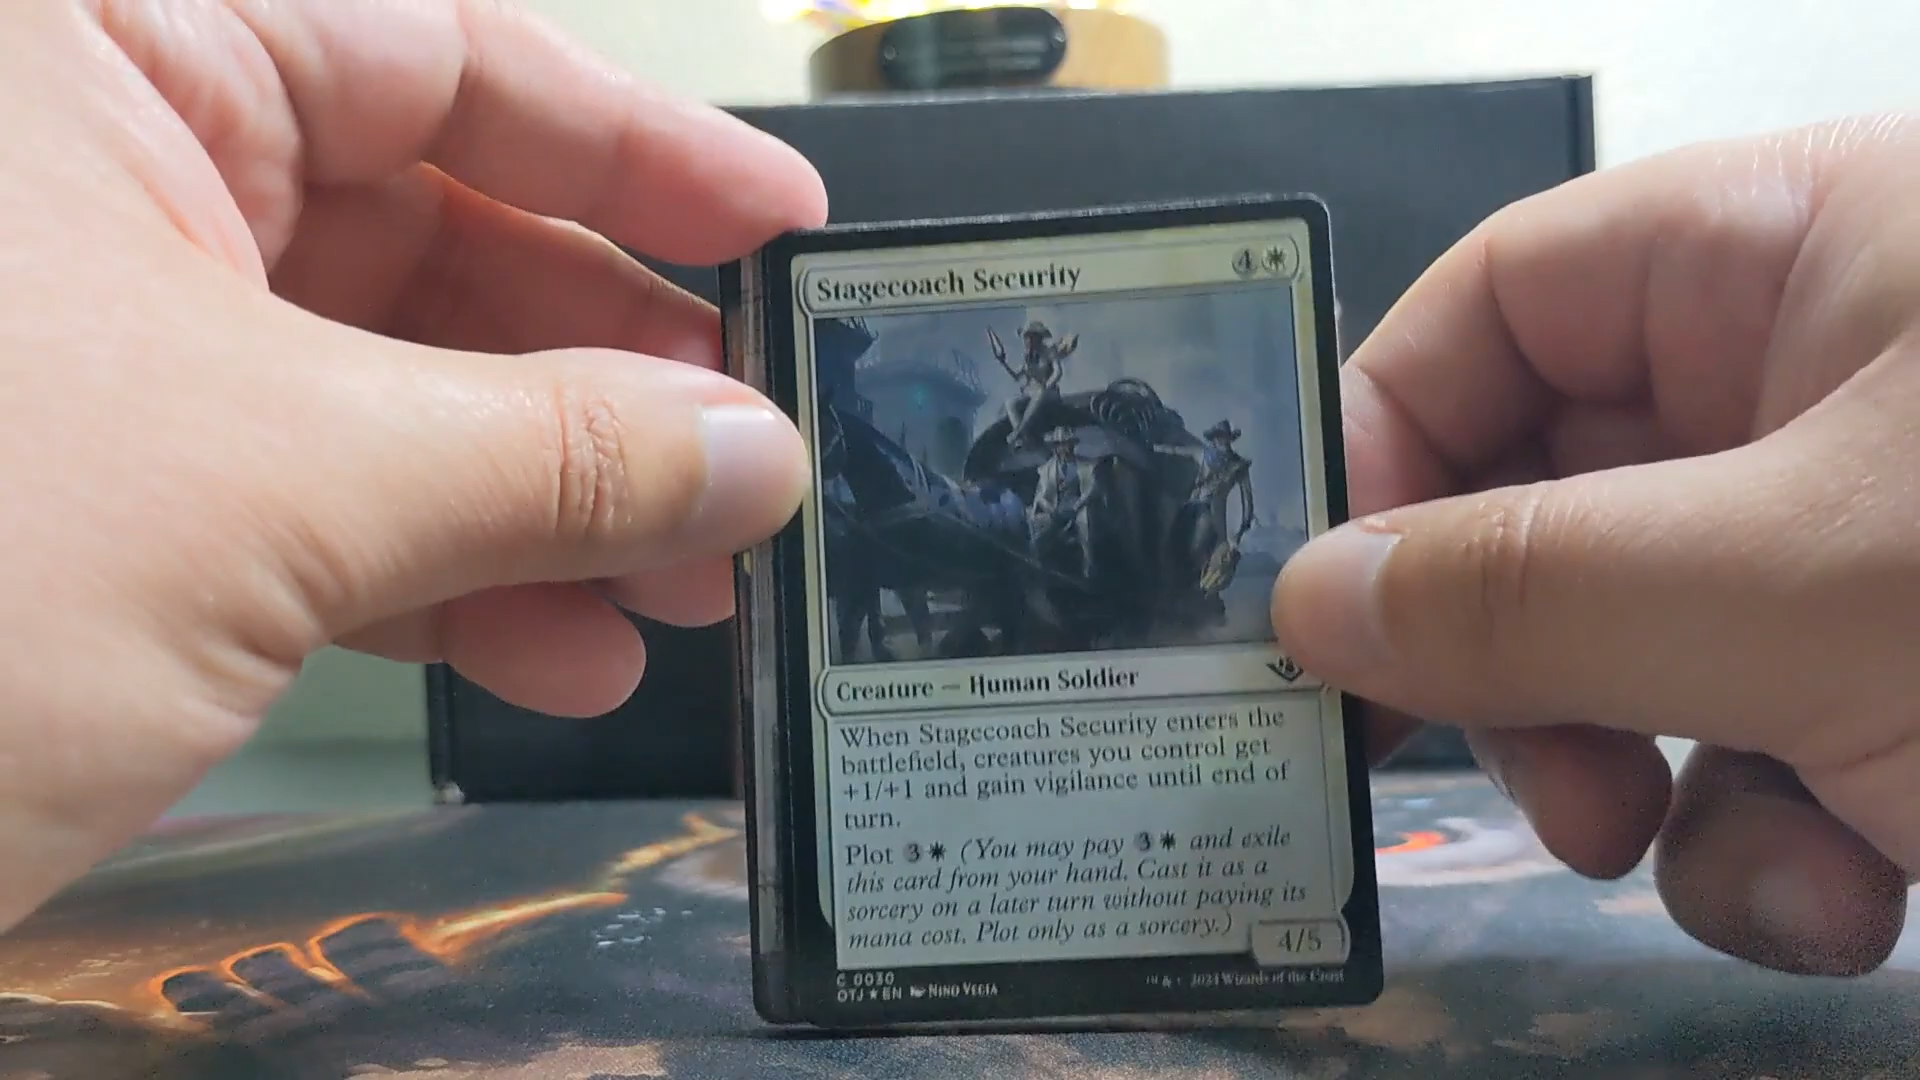 Stagecoach Security 4
Creature — Human Soldier
When Stagecoach Security enters the
battlefield, creatures you control get
+1/+1 and gain vigilance until end of
turn.
Plot 3 (You may pay 3 and exile
this card from your hand. Cast it as a
sorcery on a later turn without paying its
mana cost. Plot only as a sorcery.)
4/5
C 0030
OTJ ★ EN Nino Vecia
™ & © 2024 Wizards of the Coast